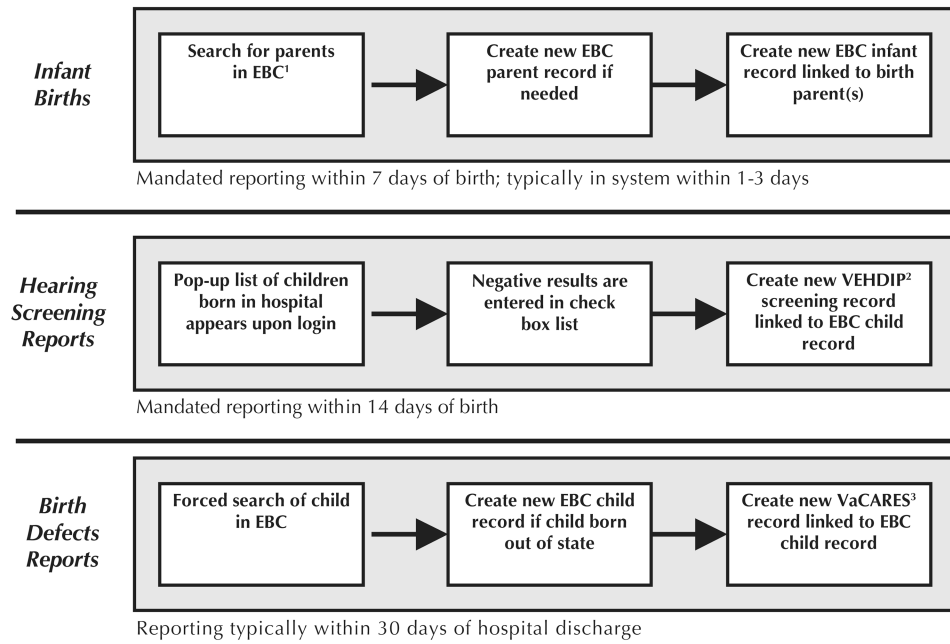 Infant
Births
Search for parents
in EBC¹
Create new EBC
parent record if
needed
Create new EBC infant
record linked to birth
parent(s)
Mandated reporting within 7 days of birth; typically in system within 1-3 days
Hearing
Screening
Reports
Pop-up list of children
born in hospital
appears upon login
Negative results are
entered in check
box list
Create new VEHDIP²
screening record
linked to EBC child
record
Mandated reporting within 14 days of birth
Birth
Defects
Reports
Forced search of child
in EBC
Create new EBC child
record if child born
out of state
Create new VaCARES³
record linked to EBC
child record
Reporting typically within 30 days of hospital discharge